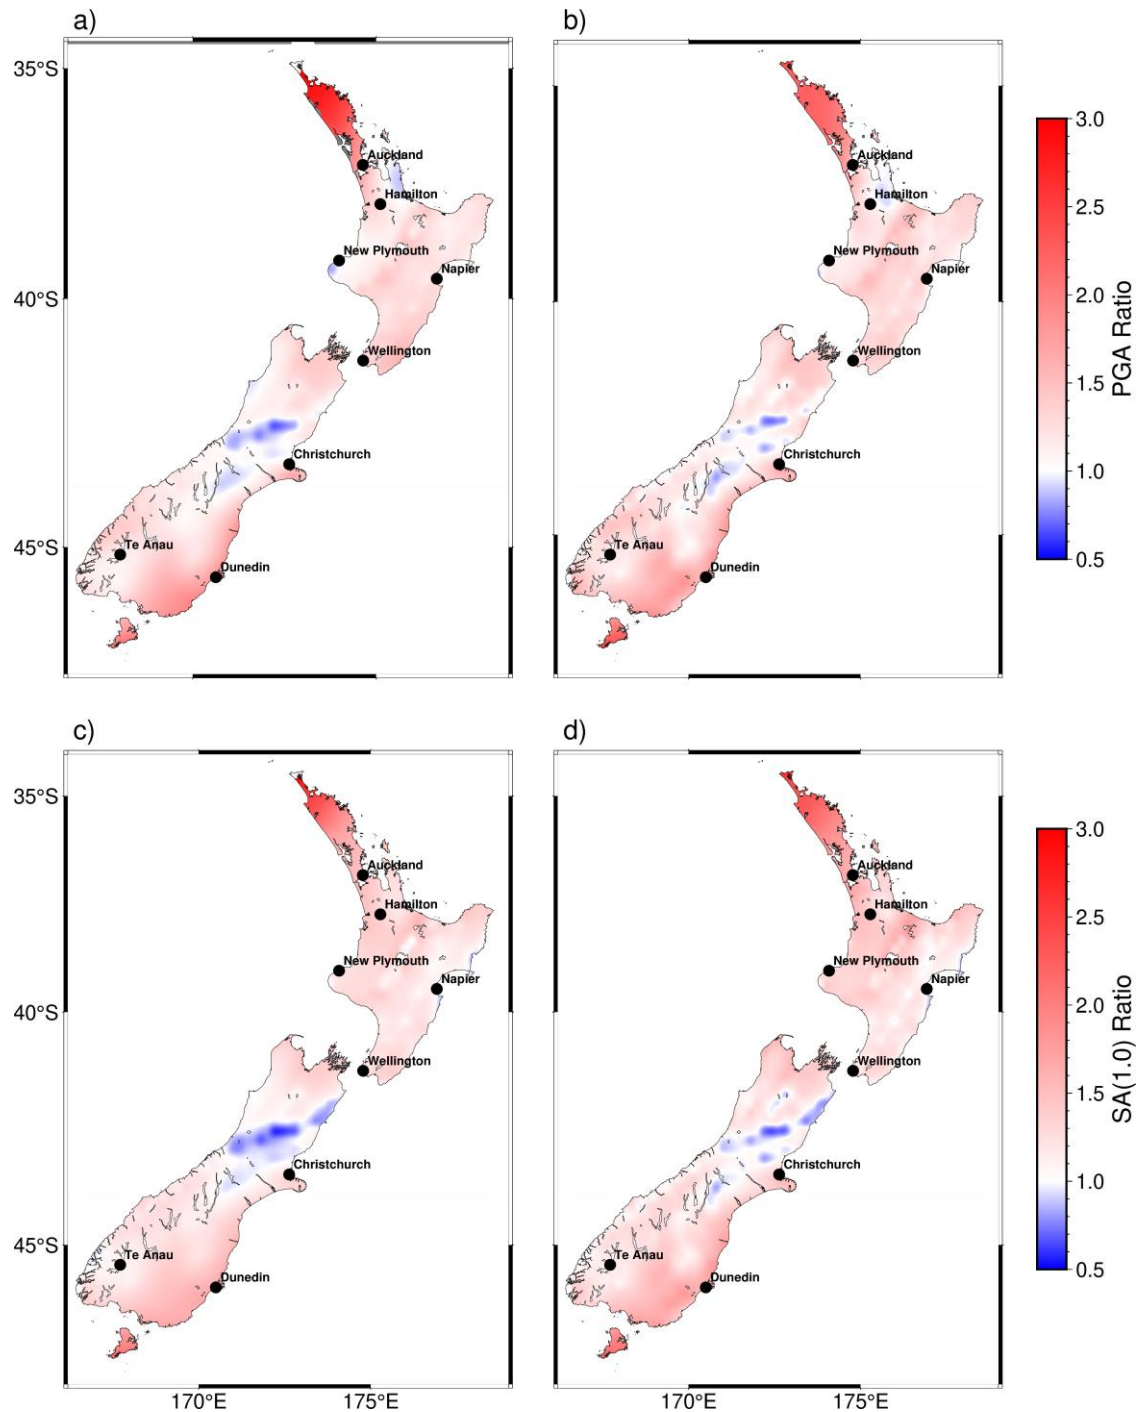 a)
b)
35°S
40°S
45°S
Auckland
Hamilton
New Plymouth
Napier
Wellington
Christchurch
Te Anau
Dunedin
Auckland
Hamilton
New Plymouth
Napier
Wellington
Christchurch
Te Anau
Dunedin
3.0
2.5
2.0
1.5
1.0
0.5
PGA Ratio
c)
d)
35°S
40°S
45°S
170°E
175°E
Auckland
Hamilton
New Plymouth
Napier
Wellington
Christchurch
Te Anau
Dunedin
Auckland
Hamilton
New Plymouth
Napier
Wellington
Christchurch
Te Anau
Dunedin
170°E
175°E
3.0
2.5
2.0
1.5
1.0
0.5
SA(1.0) Ratio